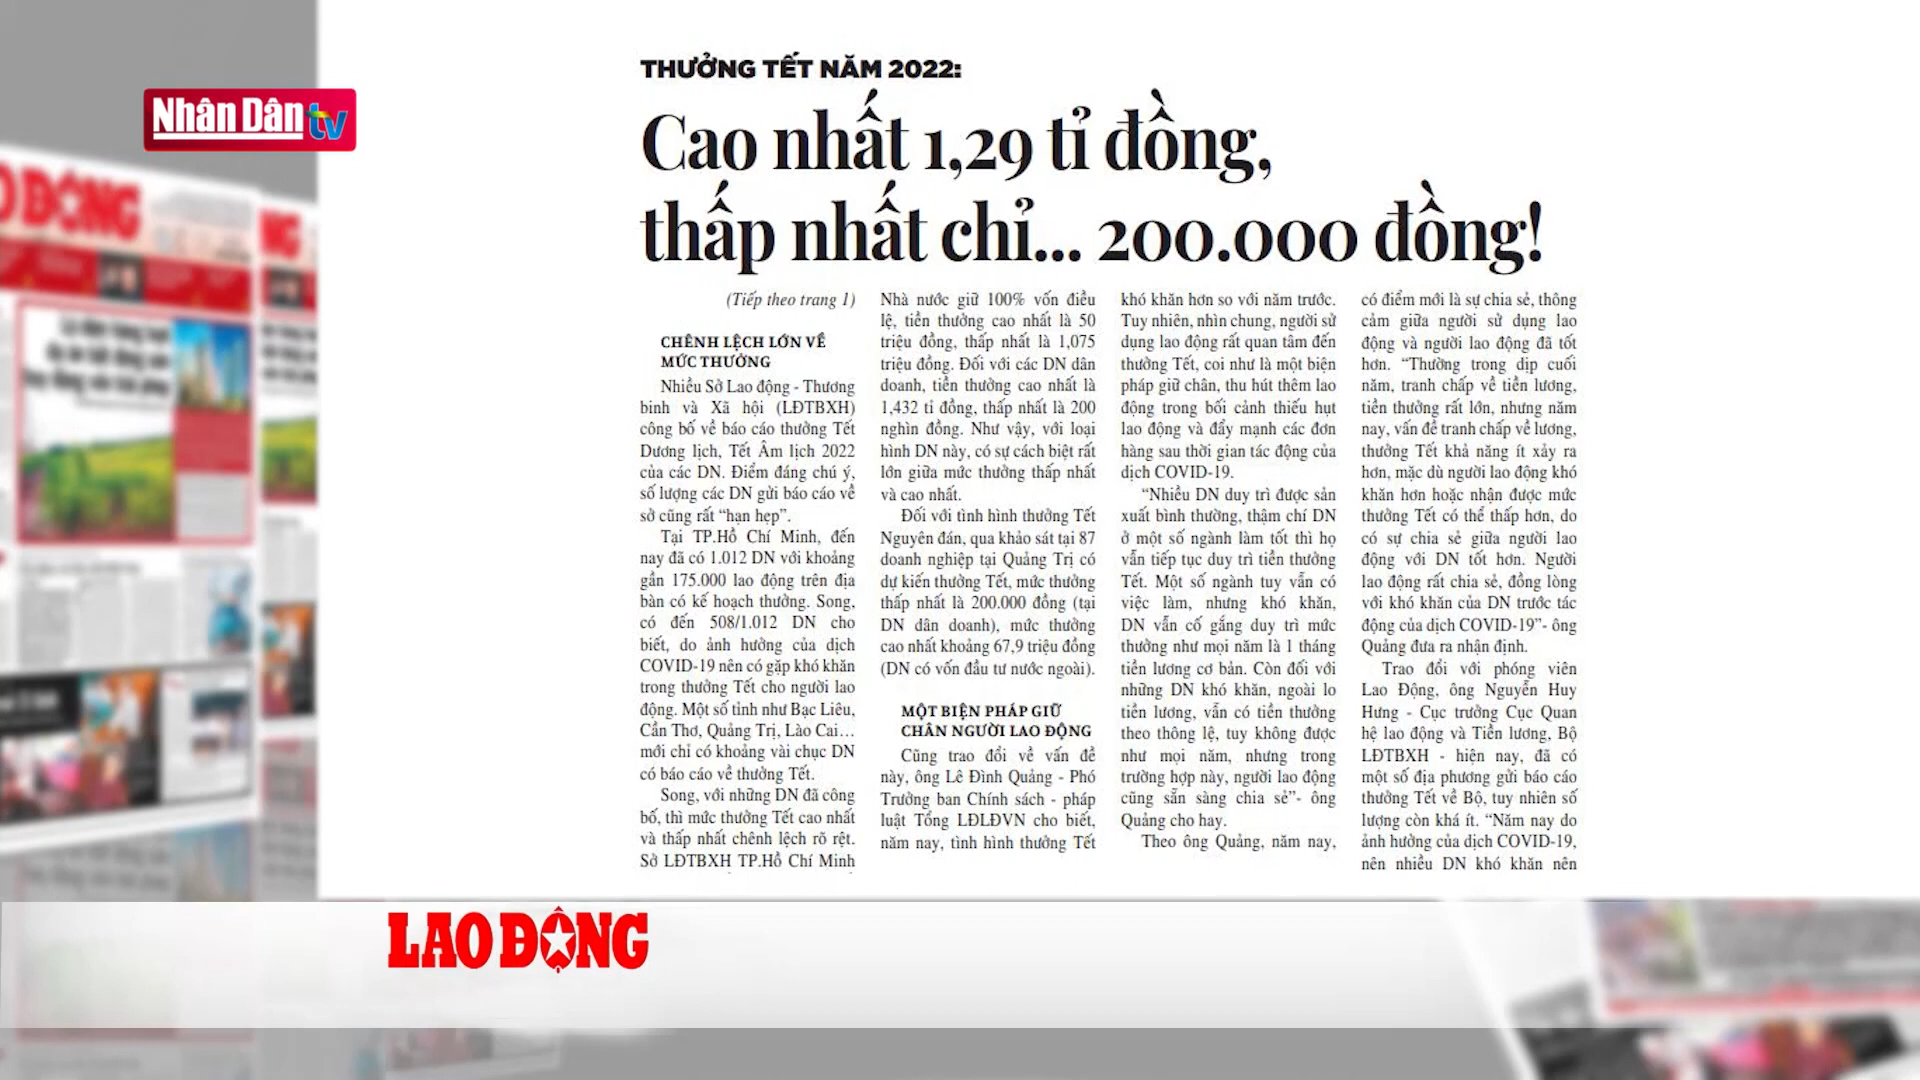 Nhân Dân tv
THƯỞNG TẾT NĂM 2022:
Cao nhất 1,29 tỉ đồng,
thấp nhất chỉ... 200.000 đồng!
(Tiếp theo trang 1)
CHÊNH LỆCH LỚN VỀ
MỨC THƯỞNG
Nhiều Sở Lao động - Thương
binh và Xã hội (LĐTBXH)
công bố về báo cáo thưởng Tết
Dương lịch, Tết Âm lịch 2022
của các DN. Điểm đáng chú ý,
số lượng các DN gửi báo cáo về
sở cũng rất “hạn hẹp”.
Tại TP.Hồ Chí Minh, đến
nay đã có 1.012 DN với khoảng
gần 175.000 lao động trên địa
bàn có kế hoạch thưởng. Song,
có đến 508/1.012 DN cho
biết, do ảnh hưởng của dịch
COVID-19 nên có gặp khó khăn
trong thưởng Tết cho người lao
động. Một số tỉnh như Bạc Liêu,
Cần Thơ, Quảng Trị, Lào Cai...
mới chỉ có khoảng vài chục DN
có báo cáo về thưởng Tết.
Song, với những DN đã công
bố, thì mức thưởng Tết cao nhất
và thấp nhất chênh lệch rõ rệt.
Sở LĐTBXH TP.Hồ Chí Minh
Nhà nước giữ 100% vốn điều
lệ, tiền thưởng cao nhất là 50
triệu đồng, thấp nhất là 1,075
triệu đồng. Đối với các DN dân
doanh, tiền thưởng cao nhất là
1,432 tỉ đồng, thấp nhất là 200
nghìn đồng. Như vậy, với loại
hình DN này, có sự cách biệt rất
lớn giữa mức thưởng thấp nhất
và cao nhất.
Đối với tình hình thưởng Tết
Nguyên đán, qua khảo sát tại 87
doanh nghiệp tại Quảng Trị có
dự kiến thưởng Tết, mức thưởng
thấp nhất là 200.000 đồng (tại
DN dân doanh), mức thưởng
cao nhất khoảng 67,9 triệu đồng
(DN có vốn đầu tư nước ngoài).
MỘT BIỆN PHÁP GIỮ
CHÂN NGƯỜI LAO ĐỘNG
Cũng trao đổi về vấn đề
này, ông Lê Đình Quảng - Phó
Trưởng ban Chính sách - pháp
luật Tổng LĐLĐVN cho biết,
năm nay, tình hình thưởng Tết
khó khăn hơn so với năm trước.
Tuy nhiên, nhìn chung, người sử
dụng lao động rất quan tâm đến
thưởng Tết, coi như là một biện
pháp giữ chân, thu hút thêm lao
động trong bối cảnh thiếu hụt
lao động và đẩy mạnh các đơn
hàng sau thời gian tác động của
dịch COVID-19.
“Nhiều DN duy trì được sản
xuất bình thường, thậm chí DN
ở một số ngành làm tốt thì họ
vẫn tiếp tục duy trì tiền thưởng
Tết. Một số ngành tuy vẫn có
việc làm, nhưng khó khăn,
DN vẫn cố gắng duy trì mức
thưởng như mọi năm là 1 tháng
tiền lương cơ bản. Còn đối với
những DN khó khăn, ngoài lo
tiền lương, vẫn có tiền thưởng
theo thông lệ, tuy không được
như mọi năm, nhưng trong
trường hợp này, người lao động
cũng sẵn sàng chia sẻ”- ông
Quảng cho hay.
Theo ông Quảng, năm nay,
có điểm mới là sự chia sẻ, thông
cảm giữa người sử dụng lao
động và người lao động đã tốt
hơn. “Thường trong dịp cuối
năm, tranh chấp về tiền lương,
tiền thưởng rất lớn, nhưng năm
nay, vấn đề tranh chấp về lương,
thưởng Tết khả năng ít xảy ra
hơn, mặc dù người lao động khó
khăn hơn hoặc nhận được mức
thưởng Tết có thể thấp hơn, do
có sự chia sẻ giữa người lao
động với DN tốt hơn. Người
lao động rất chia sẻ, đồng lòng
với khó khăn của DN trước tác
động của dịch COVID-19”- ông
Quảng đưa ra nhận định.
Trao đổi với phóng viên
Lao Động, ông Nguyễn Huy
Hưng - Cục trưởng Cục Quan
hệ lao động và Tiền lương, Bộ
LĐTBXH - hiện nay, đã có
một số địa phương gửi báo cáo
thưởng Tết về Bộ, tuy nhiên số
lượng còn khá ít. “Năm nay do
ảnh hưởng của dịch COVID-19,
nên nhiều DN khó khăn nên
LAO ĐỘNG